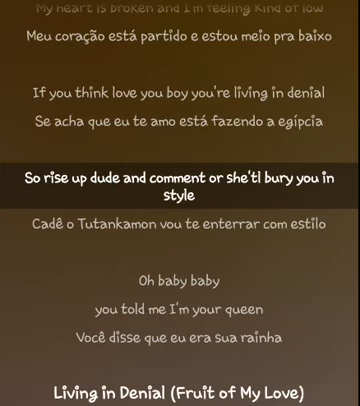 My heart is broken and I'm feeling kind of low
Meu coração está partido e estou meio pra baixo
If you think love you boy you're living in denial
Se acha que eu te amo está fazendo a egípcia
So rise up dude and comment or she'tl bury you in
style
Cadê o Tutankamon vou te enterrar com estilo
Oh baby baby
you told me I'm your queen
Você disse que eu era sua rainha
Living in Denial (Fruit of My Love)